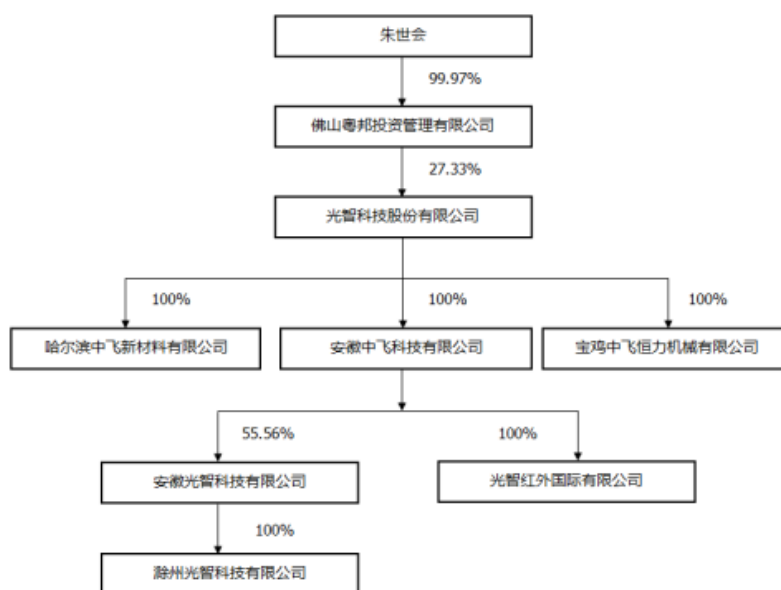 朱世会
99.97%
佛山粤邦投资管理有限公司
27.33%
光智科技股份有限公司
100%
100%
100%
哈尔滨中飞新材料有限公司
安徽中飞科技有限公司
宝鸡中飞恒力机械有限公司
55.56%
100%
安徽光智科技有限公司
光智红外国际有限公司
100%
滁州光智科技有限公司